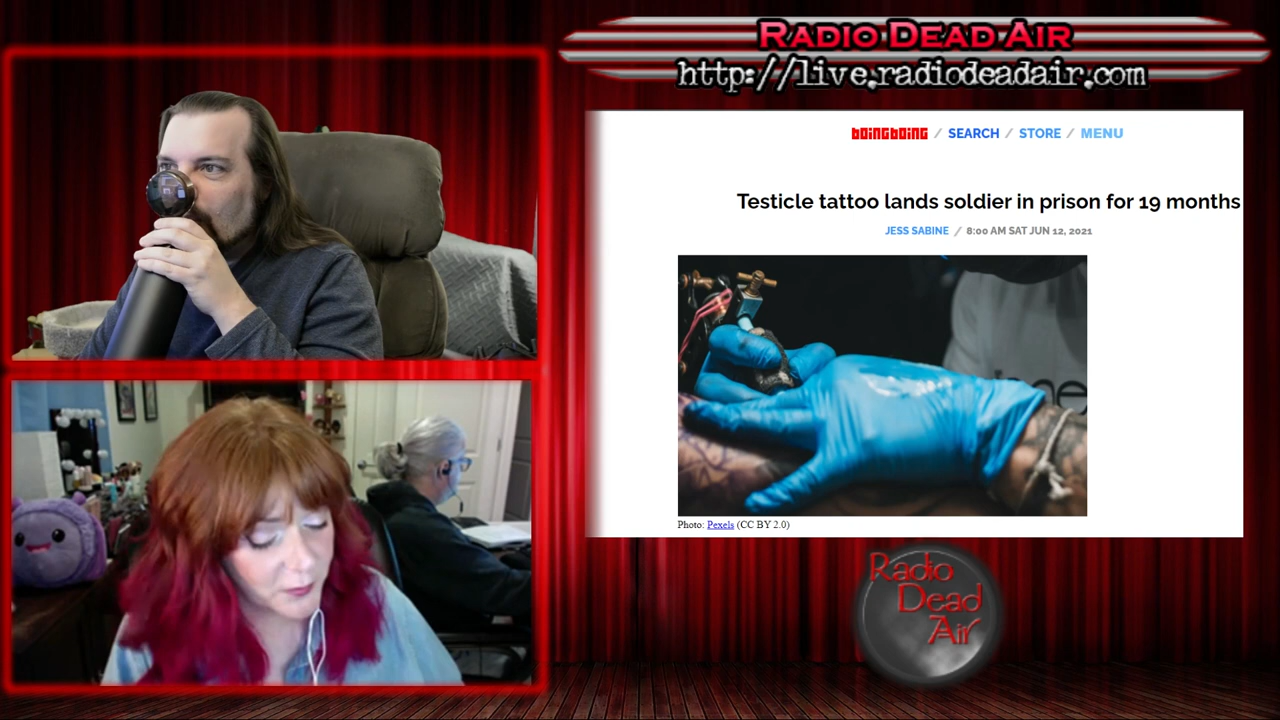 RADIO DEAD AIR
http://live.radiodeadair.com
boingboing / SEARCH / STORE / MENU
Testicle tattoo lands soldier in prison for 19 months
JESS SABINE / 8:00 AM SAT JUN 12, 2021
Photo: Pexels (CC BY 2.0)
Radio
Dead
Air